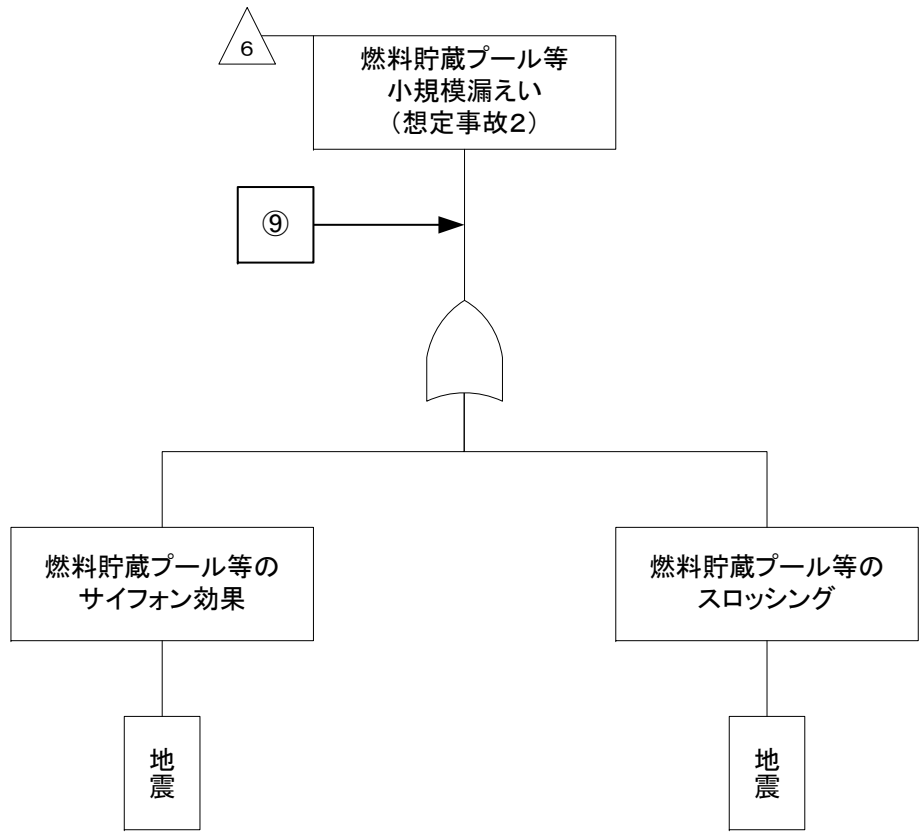 6
燃料貯蔵プール等
小規模漏えい
（想定事故２）
⑨
燃料貯蔵プール等の
サイフォン効果
燃料貯蔵プール等の
スロッシング
地震
地震